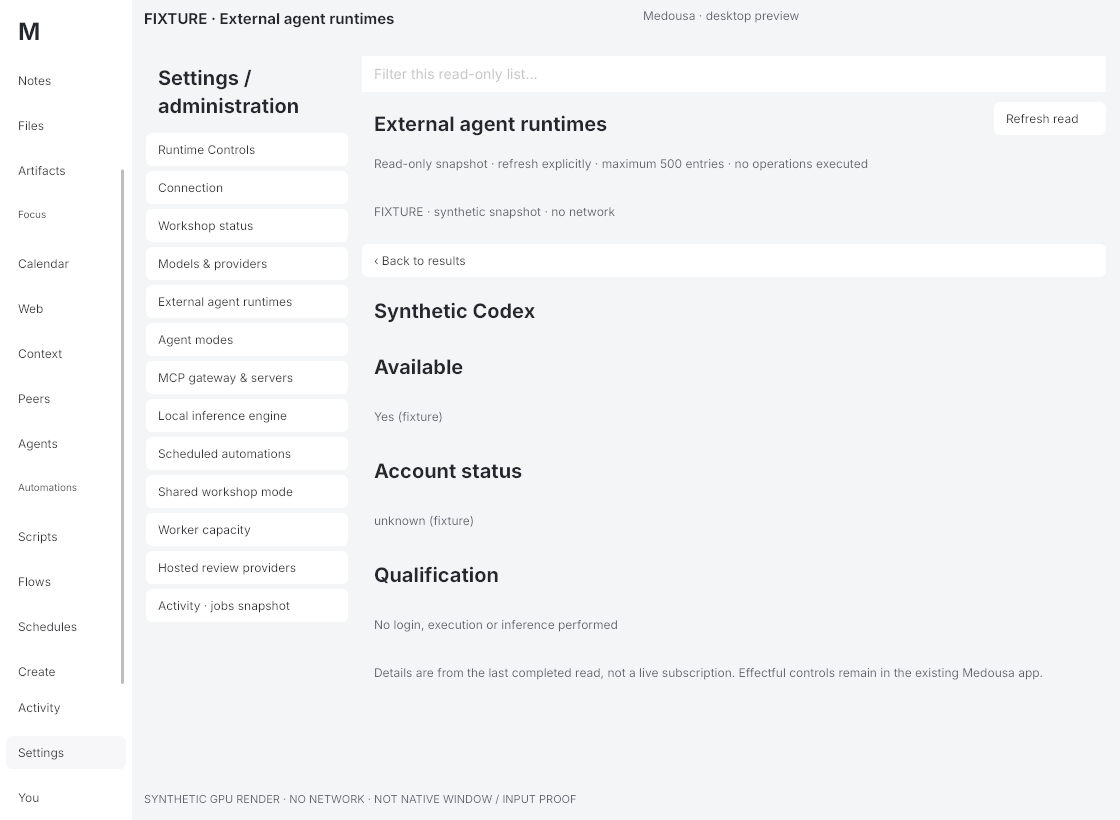 M
Notes
Files
Artifacts
Focus
Calendar
Web
Context
Peers
Agents
Automations
Scripts
Flows
Schedules
Create
Activity
Settings
You
FIXTURE · External agent runtimes
Medousa · desktop preview
Settings /
administration
Runtime Controls
Connection
Workshop status
Models & providers
External agent runtimes
Agent modes
MCP gateway & servers
Local inference engine
Scheduled automations
Shared workshop mode
Worker capacity
Hosted review providers
Activity · jobs snapshot
Filter this read-only list...
External agent runtimes
Refresh read
Read-only snapshot · refresh explicitly · maximum 500 entries · no operations executed
FIXTURE · synthetic snapshot · no network
‹ Back to results
Synthetic Codex
Available
Yes (fixture)
Account status
unknown (fixture)
Qualification
No login, execution or inference performed
Details are from the last completed read, not a live subscription. Effectful controls remain in the existing Medousa app.
SYNTHETIC GPU RENDER · NO NETWORK · NOT NATIVE WINDOW / INPUT PROOF